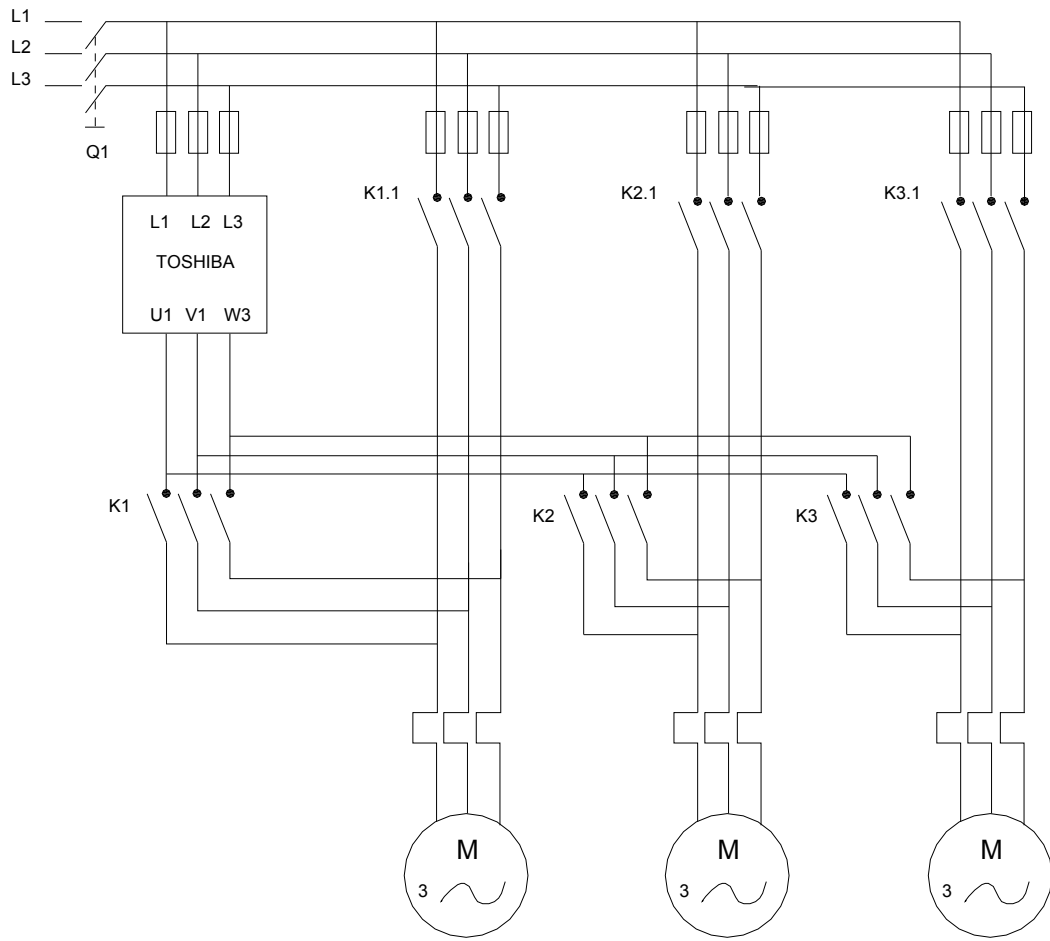 L1
L2
L3
Q1
K1.1
K2.1
K3.1
L1 L2 L3
TOSHIBA
U1 V1 W3
K1
K2
K3
M
3
M
3
M
3